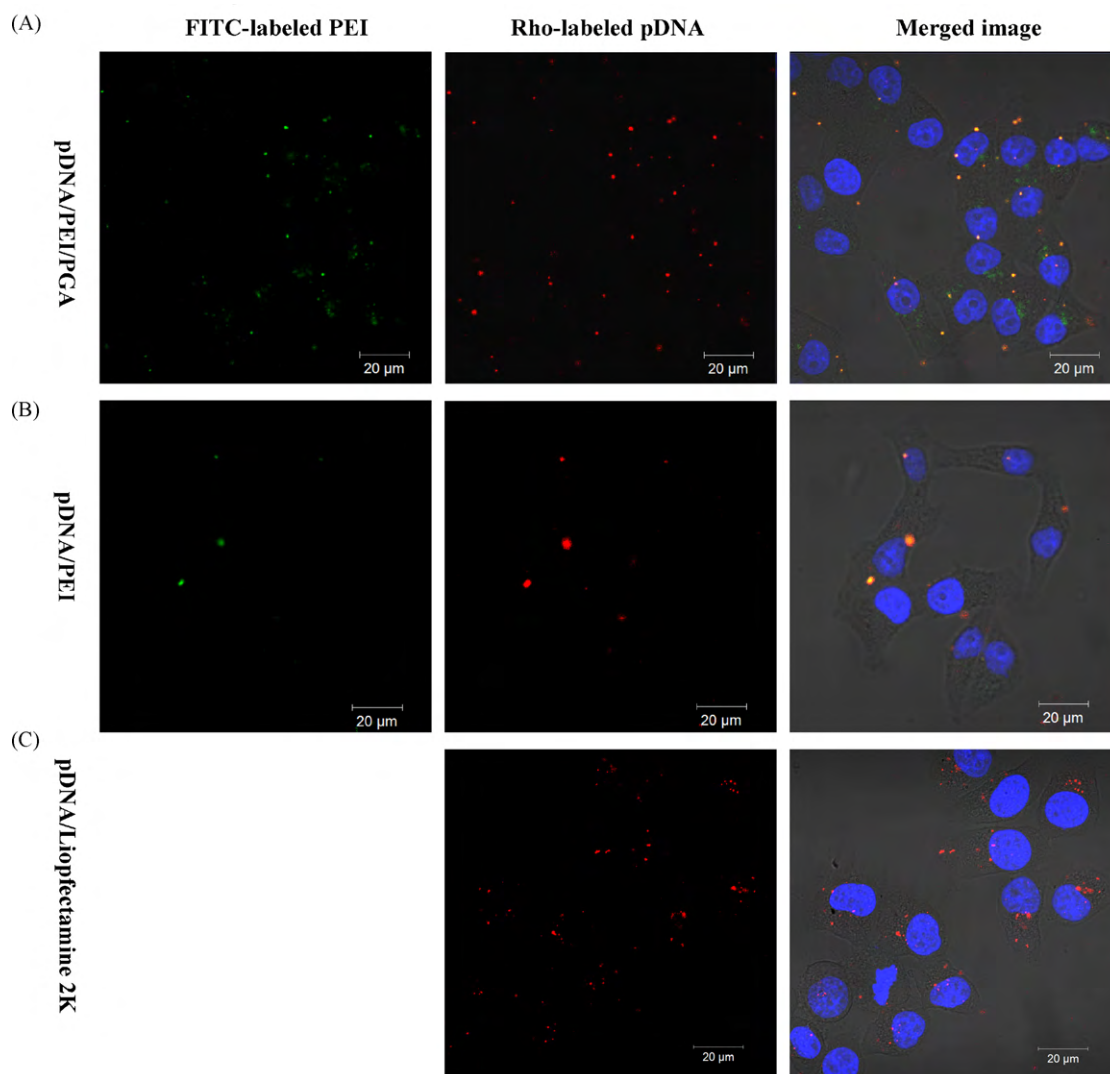 (A)
FITC-labeled PEI
Rho-labeled pDNA
Merged image
pDNA/PEI/PGA
20 μm
20 μm
20 μm
(B)
pDNA/PEI
20 μm
20 μm
20 μm
(C)
pDNA/Liopfectamine 2K
20 μm
20 μm